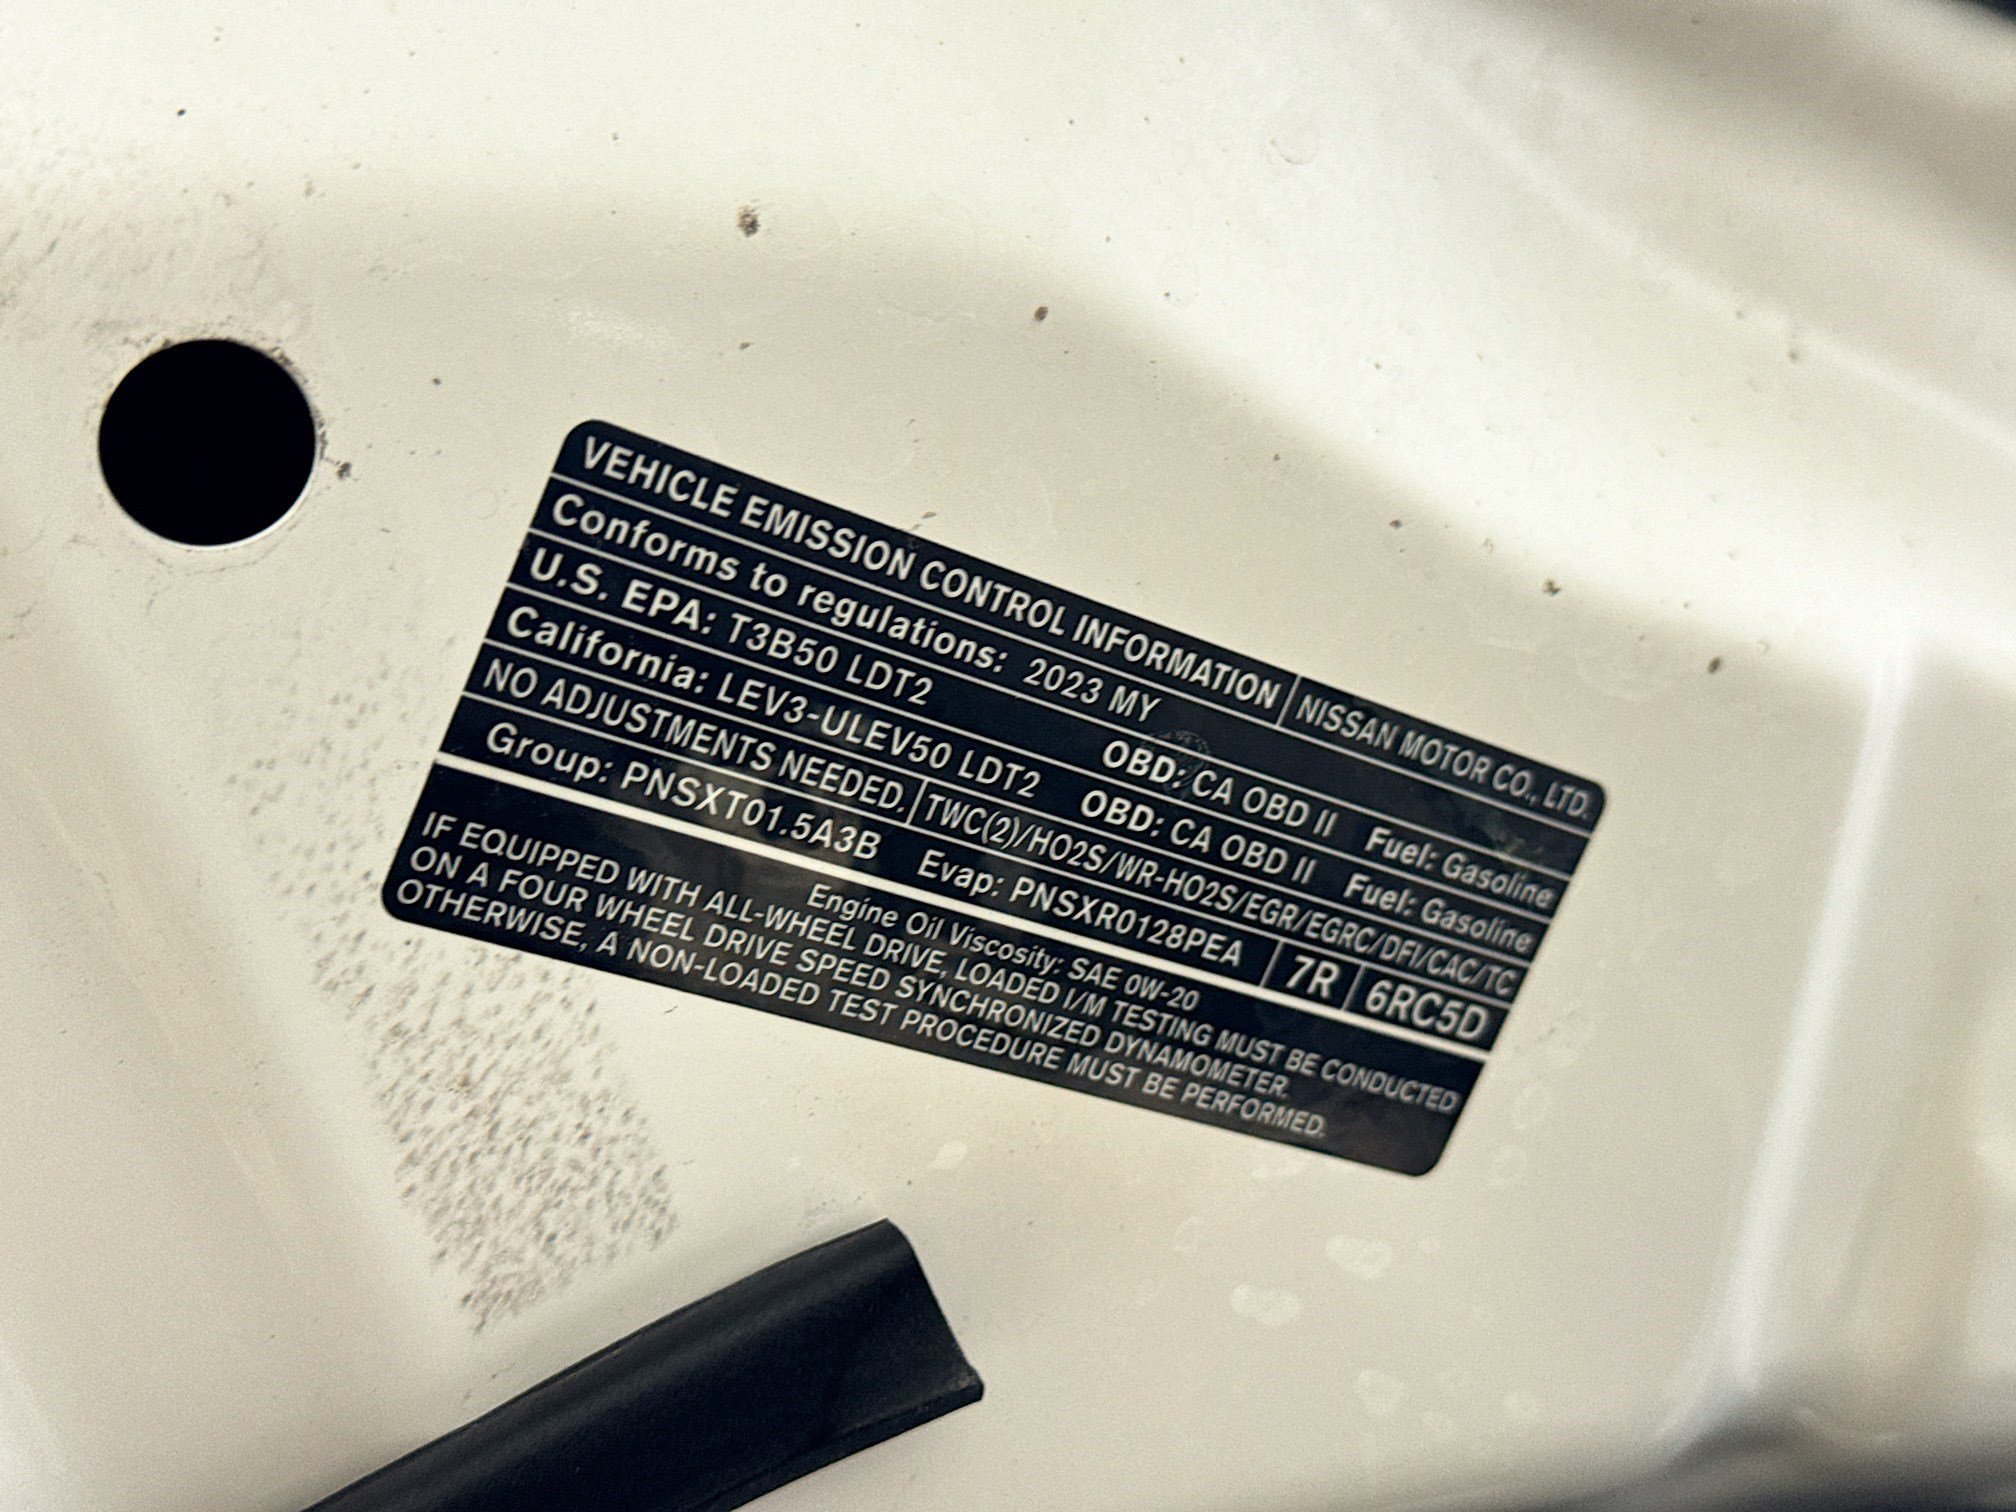 VEHICLE EMISSION CONTROL INFORMATION NISSAN MOTOR CO., LTD.
Conforms to regulations: 2023 MY
U.S. EPA: T3B50 LDT2 OBD: CA OBD II Fuel: Gasoline
California: LEV3-ULEV50 LDT2 OBD: CA OBD II Fuel: Gasoline
NO ADJUSTMENTS NEEDED. TWC(2)/HO2S/WR-HO2S/EGR/EGRC/DFI/CAC/TC
Group: PNSXT01.5A3B Evap: PNSXR0128PEA 7R 6RC5D
Engine Oil Viscosity: SAE 0W-20
IF EQUIPPED WITH ALL-WHEEL DRIVE, LOADED I/M TESTING MUST BE CONDUCTED
ON A FOUR WHEEL DRIVE SPEED SYNCHRONIZED DYNAMOMETER.
OTHERWISE, A NON-LOADED TEST PROCEDURE MUST BE PERFORMED.